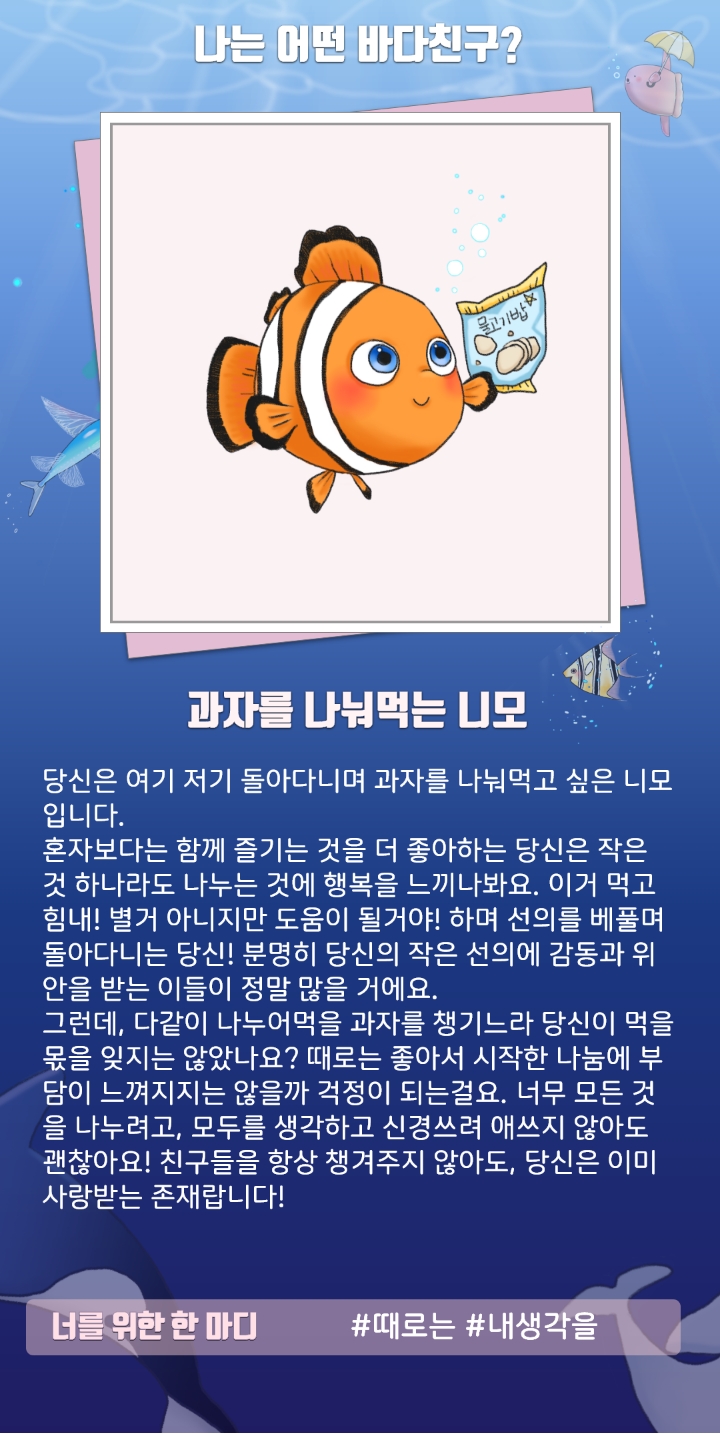 나는 어떤 바다친구?
물고기밥
과자를 나눠먹는 니모
당신은 여기 저기 돌아다니며 과자를 나눠먹고 싶은 니모
입니다.
혼자보다는 함께 즐기는 것을 더 좋아하는 당신은 작은
것 하나라도 나누는 것에 행복을 느끼나봐요. 이거 먹고
힘내! 별거 아니지만 도움이 될거야! 하며 선의를 베풀며
돌아다니는 당신! 분명히 당신의 작은 선의에 감동과 위
안을 받는 이들이 정말 많을 거에요.
그런데, 다같이 나누어먹을 과자를 챙기느라 당신이 먹을
몫을 잊지는 않았나요? 때로는 좋아서 시작한 나눔에 부
담이 느껴지지는 않을까 걱정이 되는걸요. 너무 모든 것
을 나누려고, 모두를 생각하고 신경쓰려 애쓰지 않아도
괜찮아요! 친구들을 항상 챙겨주지 않아도, 당신은 이미
사랑받는 존재랍니다!
너를 위한 한 마디 #때로는 #내생각을